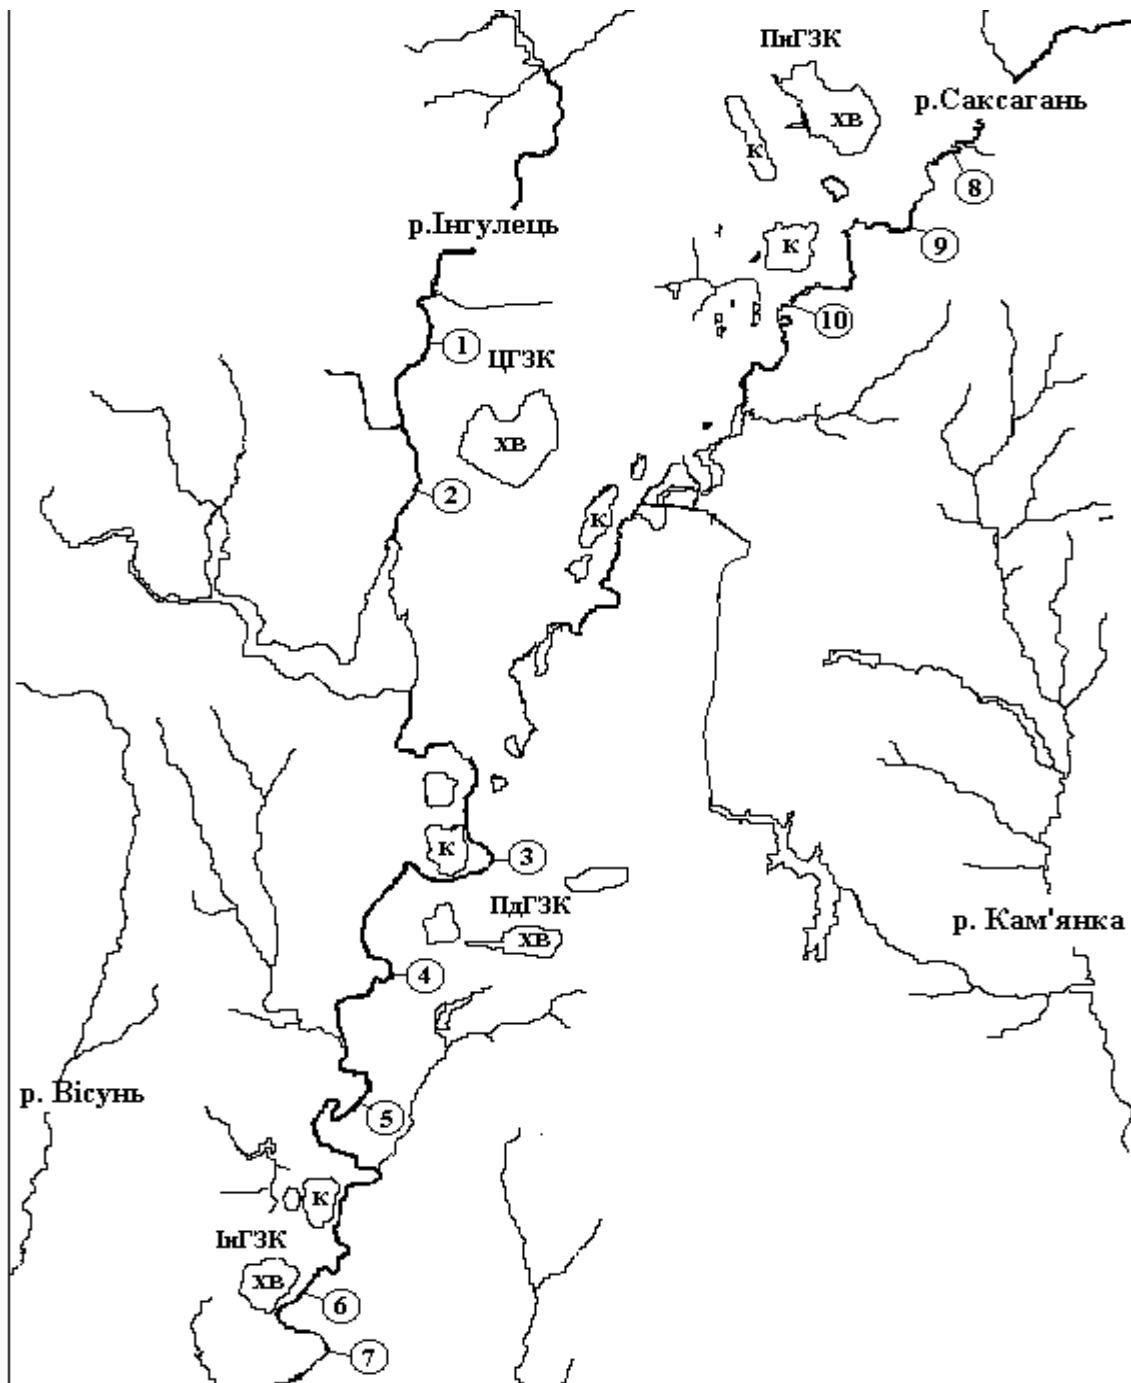 ПнГЗК
р.Саксагань
хв
к
8
р.Інгулець
9
к
10
1
ЦГЗК
хв
2
к
к
3
ПдГЗК
р. Кам'янка
хв
4
р. Вісунь
5
к
ІнГЗК
хв
6
7